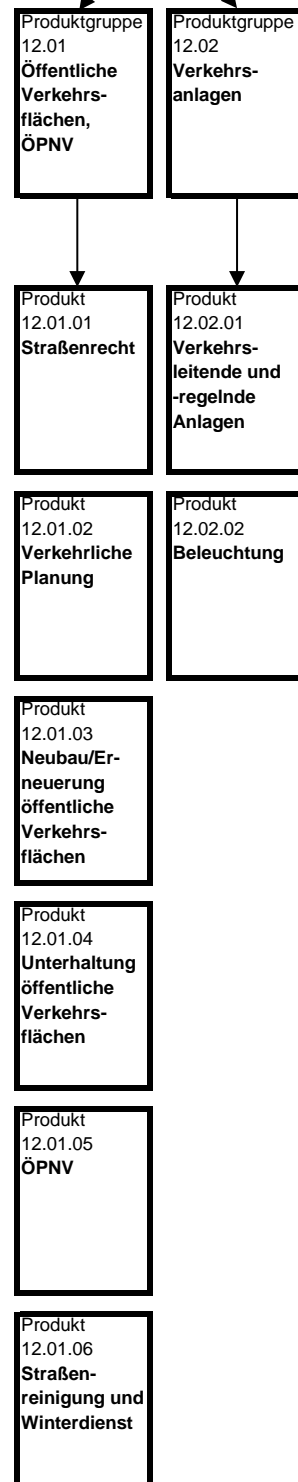 Produktgruppe
12.01
Öffentliche
Verkehrs-
flächen,
ÖPNV
Produktgruppe
12.02
Verkehrs-
anlagen
Produkt
12.01.01
Straßenrecht
Produkt
12.02.01
Verkehrs-
leitende und
-regelnde
Anlagen
Produkt
12.01.02
Verkehrliche
Planung
Produkt
12.02.02
Beleuchtung
Produkt
12.01.03
Neubau/Er-
neuerung
öffentliche
Verkehrs-
flächen
Produkt
12.01.04
Unterhaltung
öffentliche
Verkehrs-
flächen
Produkt
12.01.05
ÖPNV
Produkt
12.01.06
Straßen-
reinigung und
Winterdienst